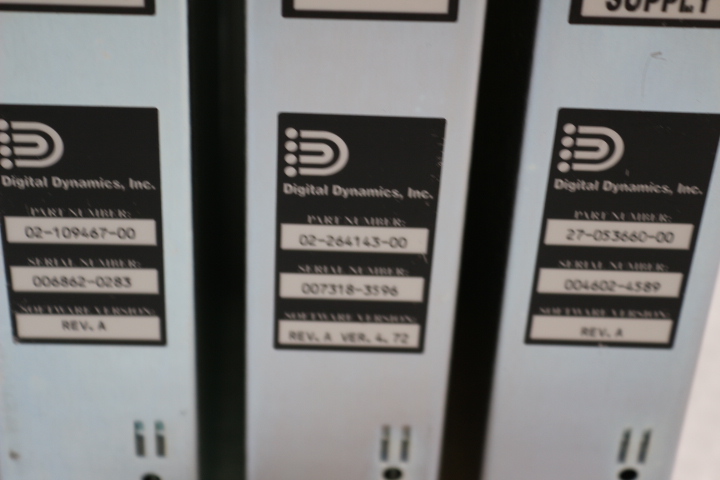 SUPPLY
Digital Dynamics, Inc.
PART NUMBER:
02-109467-00
SERIAL NUMBER:
006862-0283
SOFTWARE VERSION:
REV. A
Digital Dynamics, Inc.
PART NUMBER:
02-264143-00
SERIAL NUMBER:
007318-3596
SOFTWARE VERSION:
REV. A VER. 4.72
Digital Dynamics, Inc.
PART NUMBER:
27-053660-00
SERIAL NUMBER:
004602-4589
SOFTWARE VERSION:
REV. A